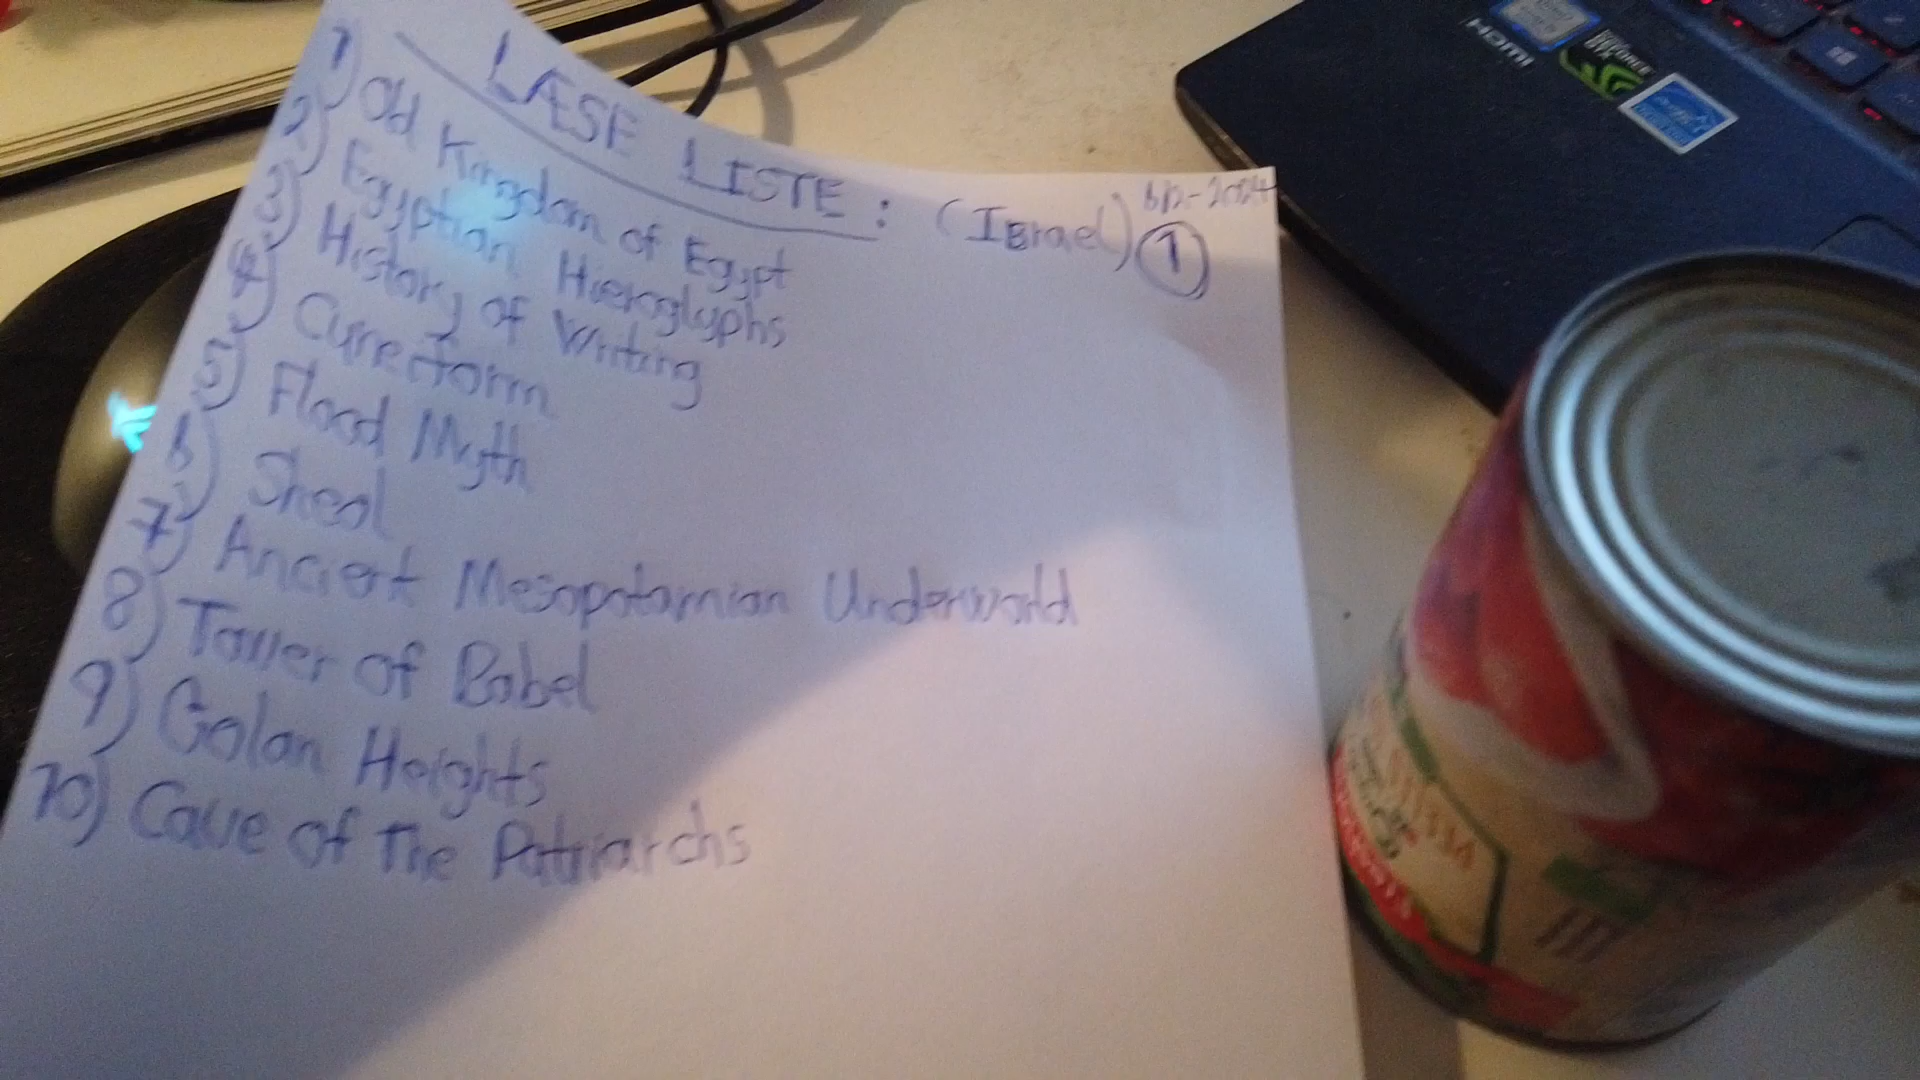 LÆSE LISTE: (Israel) 6/12-2024
1
1) Old Kingdom of Egypt
2) Egyptian Hieroglyphs
3) History of Writing
4) Cuneiform
5) Flood Myth
6) Sheol
7) Ancient Mesopotamian Underworld
8) Tower of Babel
9) Golan Heights
10) Cave of The Patriarchs
HDMI
GEFORCE